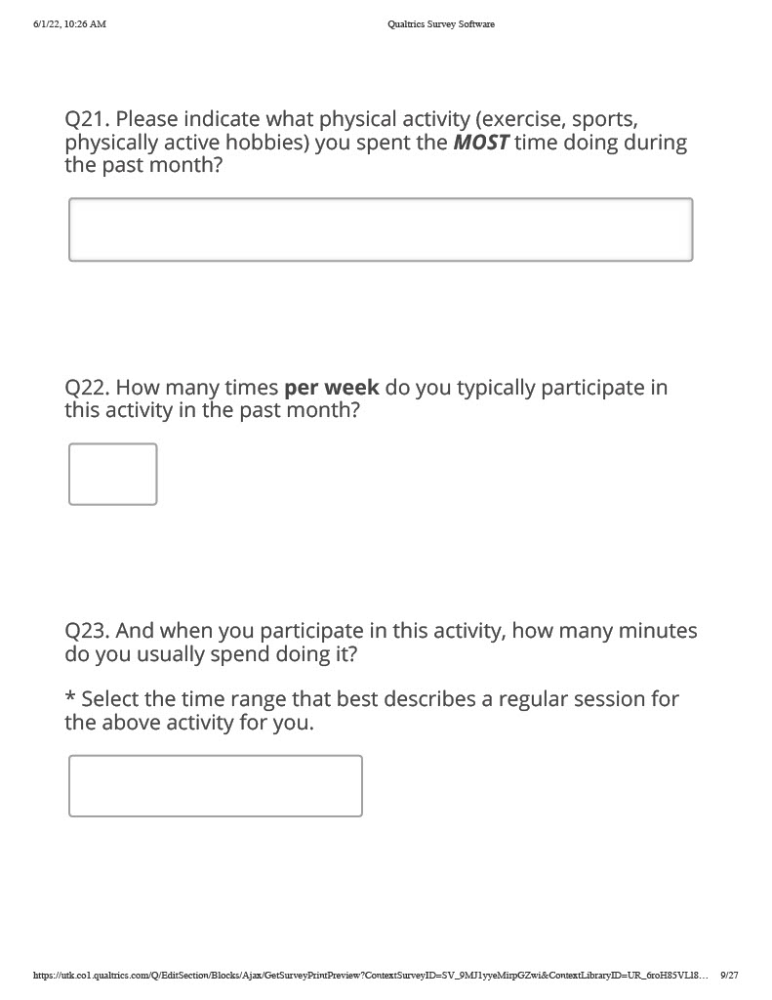 6/1/22, 10:26 AM
Qualtrics Survey Software
Q21. Please indicate what physical activity (exercise, sports,
physically active hobbies) you spent the MOST time doing during
the past month?
Q22. How many times per week do you typically participate in
this activity in the past month?
Q23. And when you participate in this activity, how many minutes
do you usually spend doing it?
* Select the time range that best describes a regular session for
the above activity for you.
https://utk.co1.qualtrics.com/Q/EditSection/Blocks/Ajax/GetSurveyPrintPreview?ContextSurveyID=SV_9MJ1yyeMirpGZwi&ContextLibraryID=UR_6roH85VLl8… 9/27